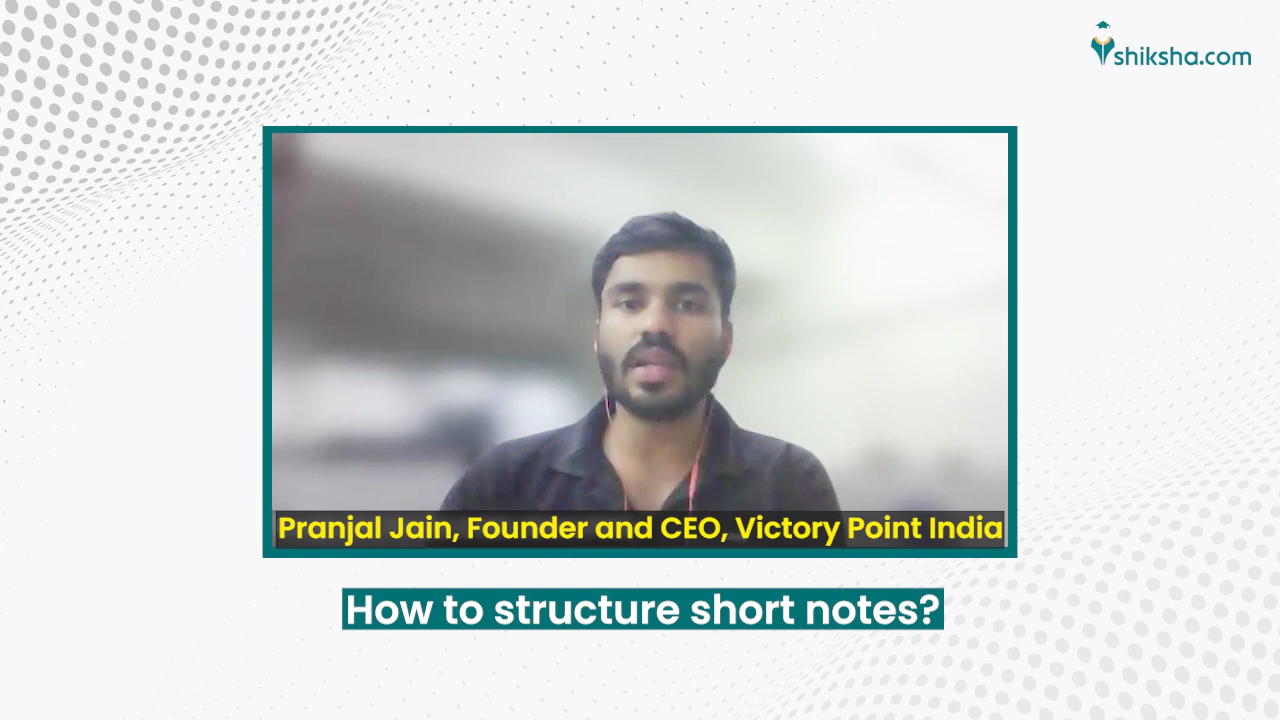 shiksha.com
Pranjal Jain, Founder and CEO, Victory Point India
How to structure short notes?